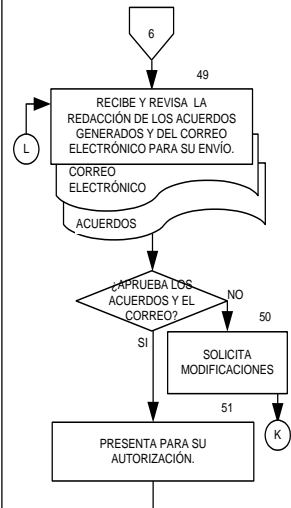 6
49
RECIBE Y REVISA LA
REDACCIÓN DE LOS ACUERDOS
GENERADOS Y DEL CORREO
ELECTRÓNICO PARA SU ENVÍO.
L
CORREO
ELECTRÓNICO
ACUERDOS
¿APRUEBA LOS
ACUERDOS Y EL
CORREO?
NO
SI
50
SOLICITA
MODIFICACIONES
51
K
PRESENTA PARA SU
AUTORIZACIÓN.